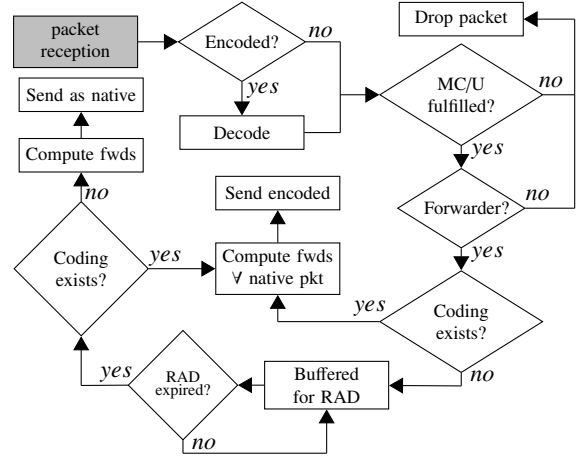 packet
reception
Encoded?
no
yes
Decode
Drop packet
MC/U
fulfilled?
no
yes
Forwarder?
no
yes
Coding
exists?
yes
no
Buffered
for RAD
RAD
expired?
no
yes
Coding
exists?
yes
no
Compute fwds
Send as native
Compute fwds
∀ native pkt
Send encoded